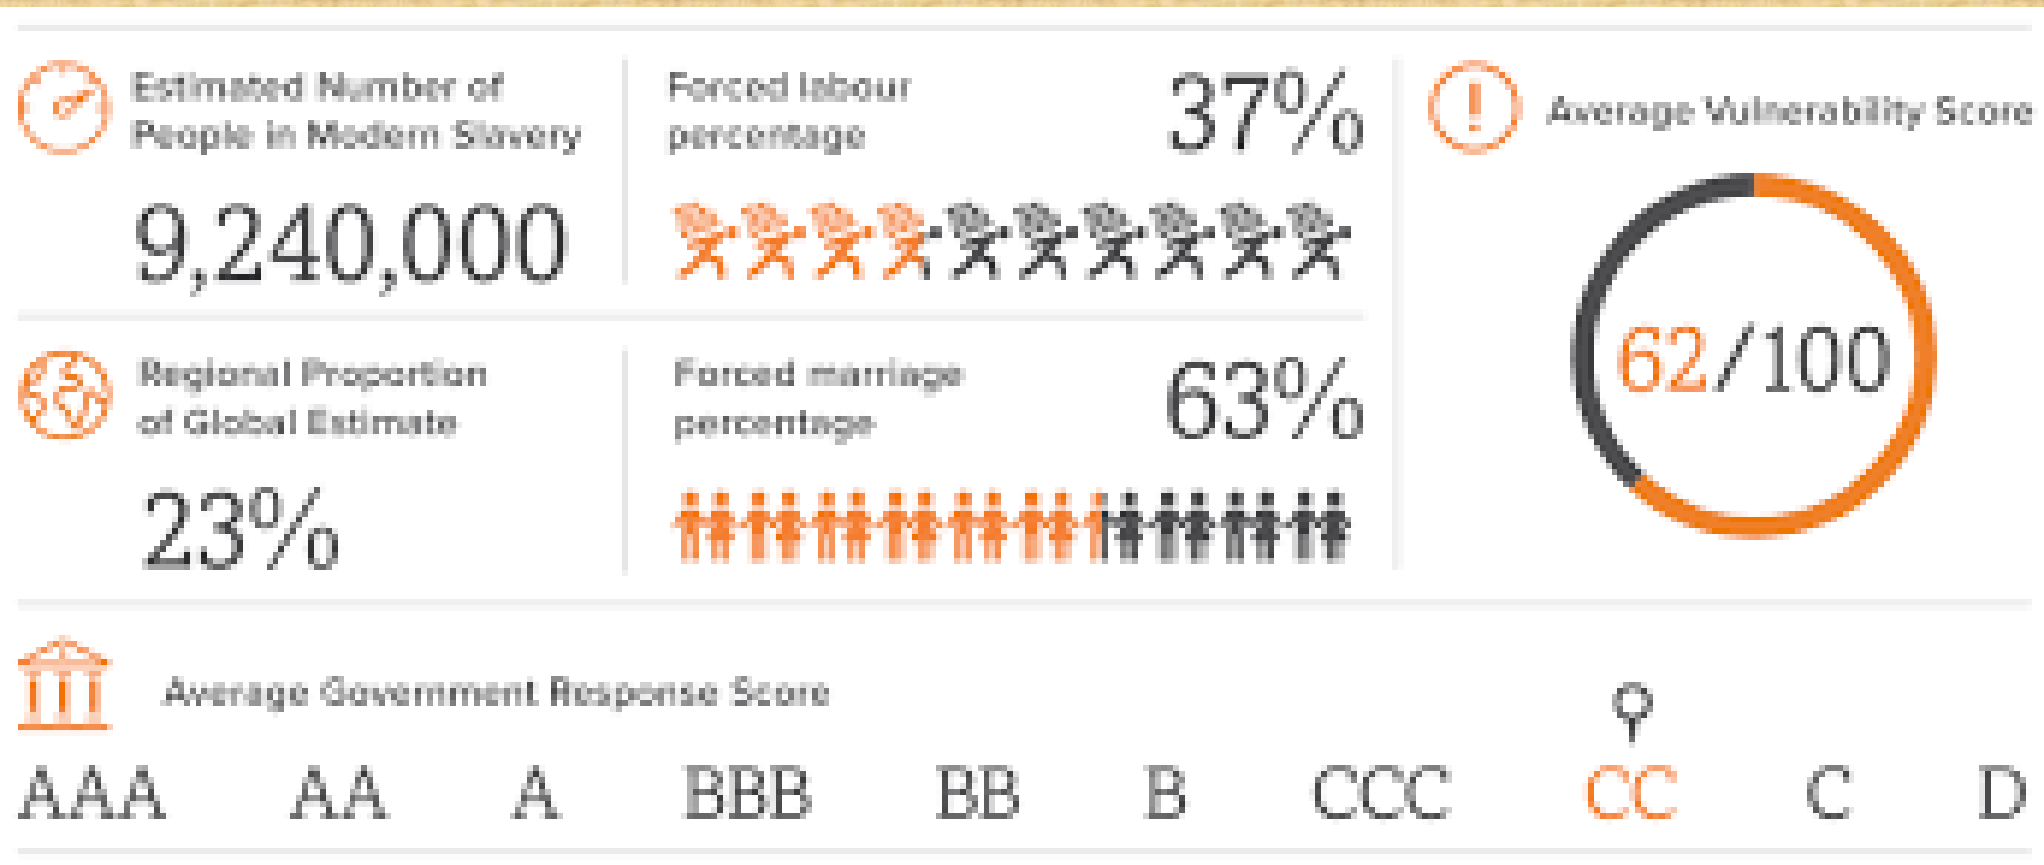 Estimated Number of
People in Modern Slavery
9,240,000
Forced labour
percentage
37%
Average Vulnerability Score
62/100
Regional Proportion
of Global Estimate
23%
Forced marriage
percentage
63%
Average Government Response Score
AAA AA A BBB BB B CCC CC C D